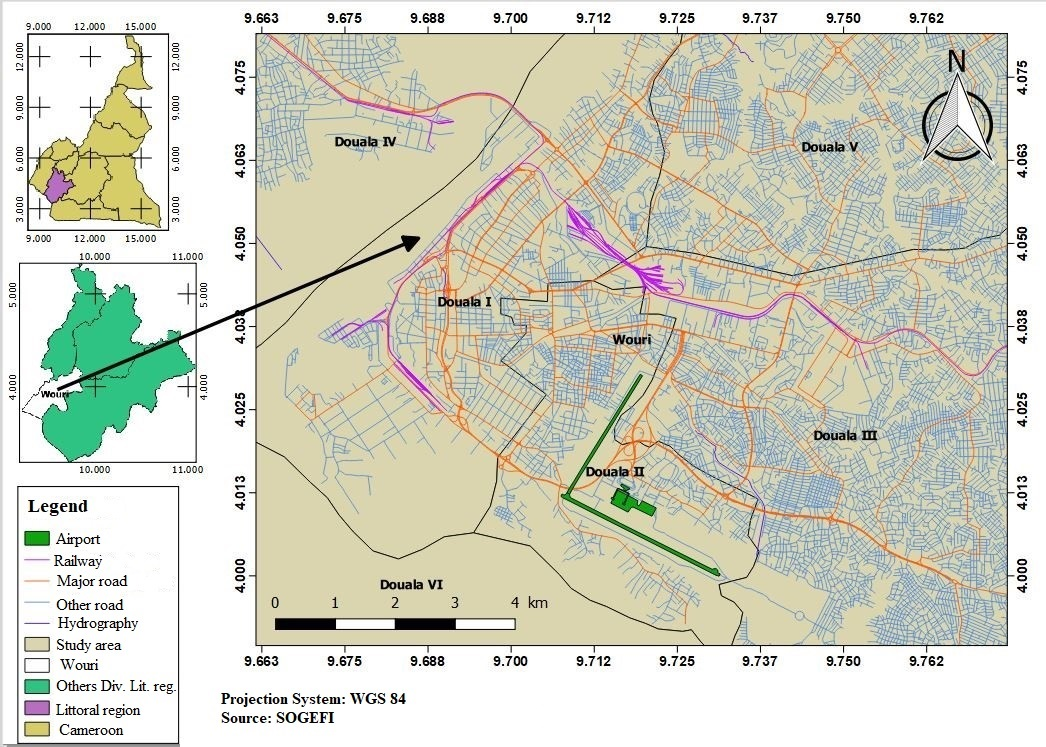 9.000 12.000 15.000
12.000 12.000
9.000 9.000
6.000 6.000
3.000 3.000
9.000 12.000 15.000
10.000 11.000
5.000 5.000
4.000 4.000
Wouri
10.000 11.000
Legend
Airport
Railway
Major road
Other road
Hydrography
Study area
Wouri
Others Div. Lit. reg.
Littoral region
Cameroon
9.663 9.675 9.688 9.700 9.712 9.725 9.737 9.750 9.762
N
4.075 4.075
Douala IV
Douala V
4.063 4.063
4.050 4.050
Douala I
4.038 4.038
Wouri
4.025 4.025
Douala III
Douala II
4.013 4.013
4.000 4.000
Douala VI
0 1 2 3 4 km
9.663 9.675 9.688 9.700 9.712 9.725 9.737 9.750 9.762
Projection System: WGS 84
Source: SOGEFI